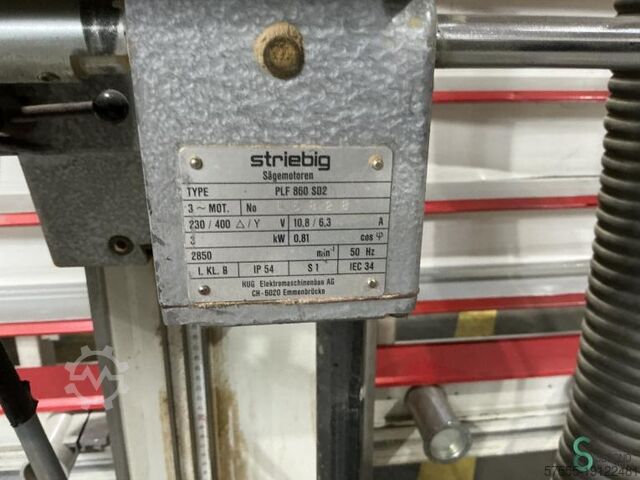 striebig
Sägemotoren
TYPE PLF 860 SD2
3 ~ MOT. No
230 / 400 △ / Y V 10,8 / 6,3 A
3 kW 0,81 cos φ
2850 min⁻¹ 50 Hz
I. KL. B IP 54 S 1 IEC 34
HUG Elektromaschinenbau AG
CH-6020 Emmenbrücke